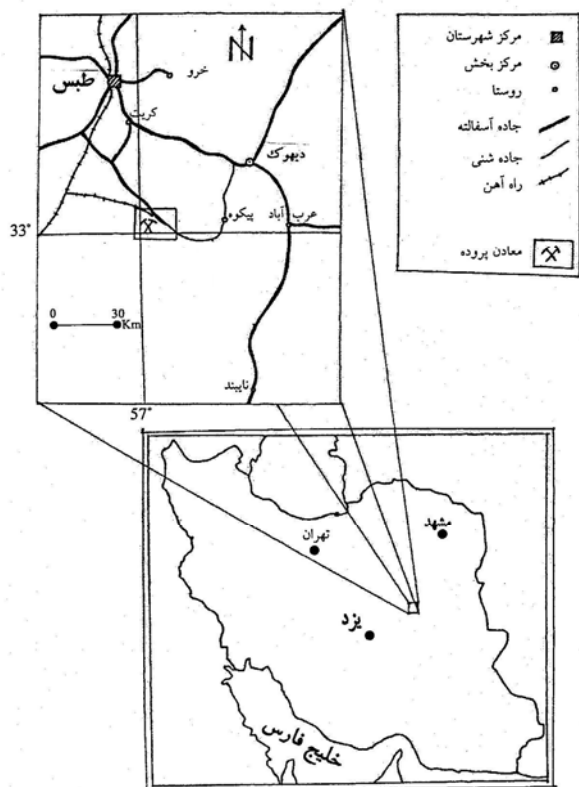 N
طبس
خرو
کریت
دیهوک
پیکوه
عرب آباد
33°
0 30 Km
نایبند
57°
مرکز شهرستان
مرکز بخش
روستا
جاده آسفالته
جاده شنی
راه آهن
معادن پروده
مشهد
تهران
یزد
خلیج فارس